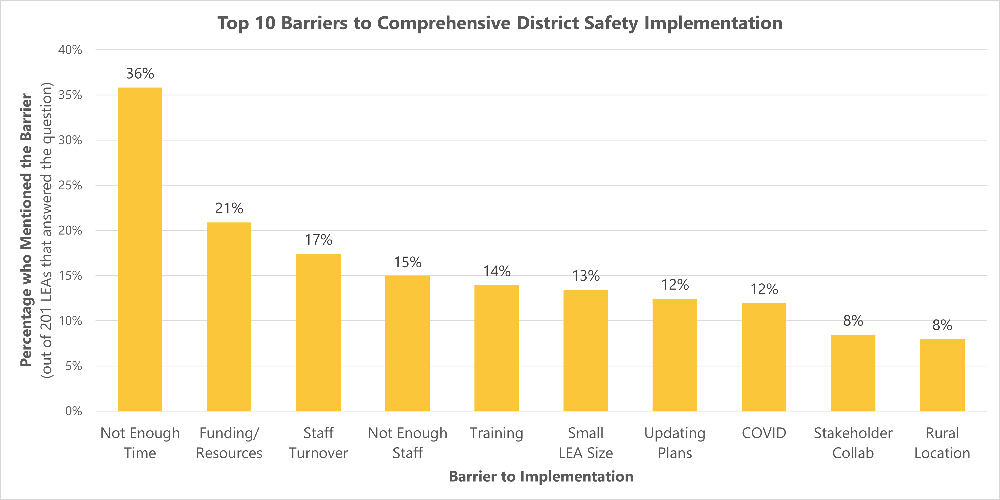 Top 10 Barriers to Comprehensive District Safety Implementation
Percentage who Mentioned the Barrier
(out of 201 LEAs that answered the question)
40%
35%
30%
25%
20%
15%
10%
5%
0%
36%
21%
17%
15%
14%
13%
12%
12%
8%
8%
Not Enough
Time
Funding/
Resources
Staff
Turnover
Not Enough
Staff
Training
Small
LEA Size
Updating
Plans
COVID
Stakeholder
Collab
Rural
Location
Barrier to Implementation